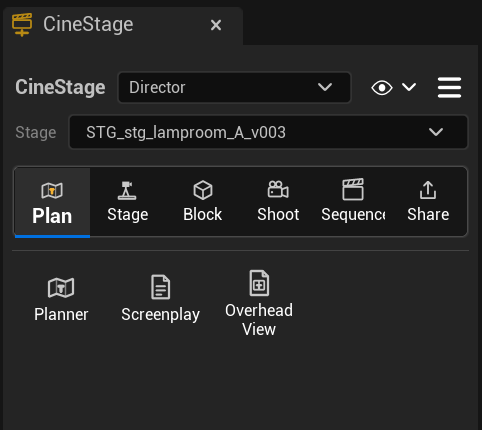 CineStage
CineStage Director
Stage STG_stg_lamproom_A_v003
Plan Stage Block Shoot Sequence Share
Planner Screenplay Overhead
View